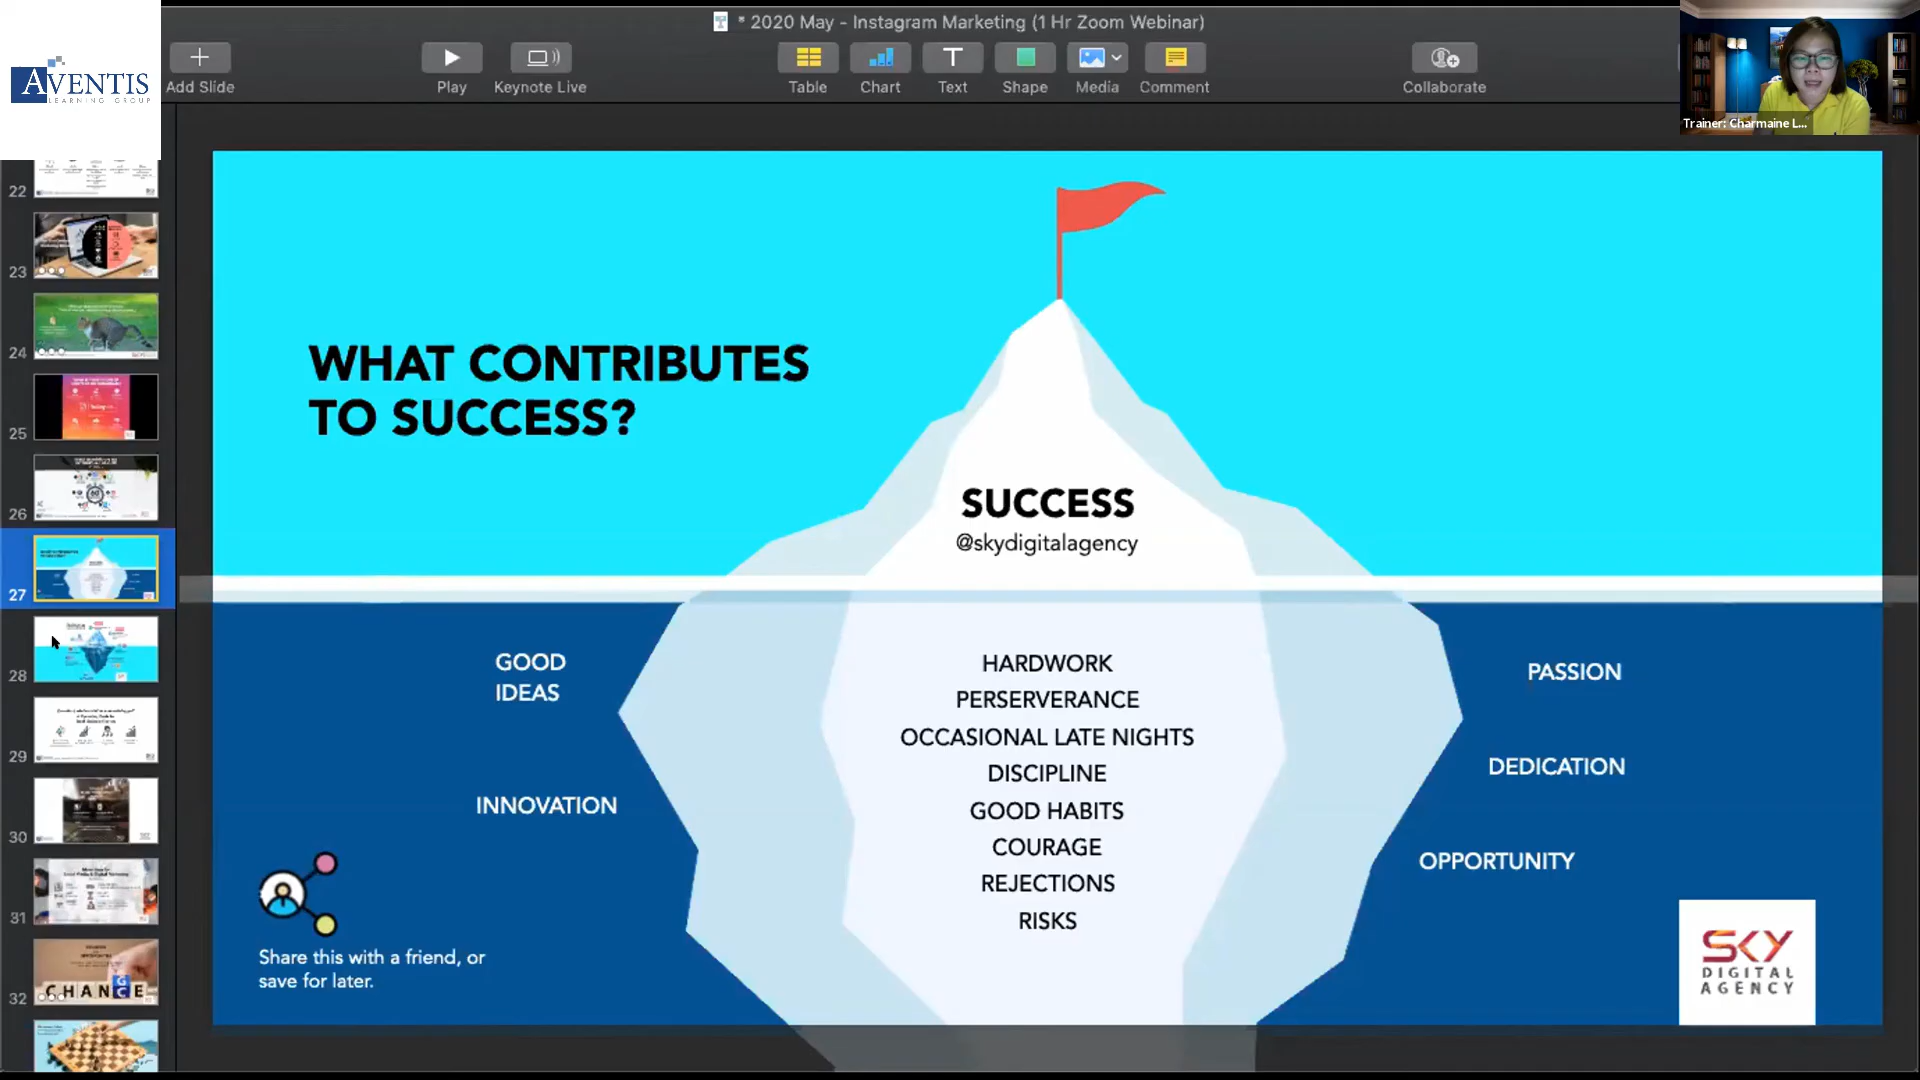 * 2020 May - Instagram Marketing (1 Hr Zoom Webinar)
AVENTIS
LEARNING GROUP
Add Slide
Play
Keynote Live
Table
Chart
Text
Shape
Media
Comment
Collaborate
Trainer: Charmaine L...
22
23
24
25
26
27
28
29
30
31
32
CHANGE
C
WHAT CONTRIBUTES
TO SUCCESS?
SUCCESS
@skydigitalagency
GOOD
IDEAS
INNOVATION
HARDWORK
PERSERVERANCE
OCCASIONAL LATE NIGHTS
DISCIPLINE
GOOD HABITS
COURAGE
REJECTIONS
RISKS
PASSION
DEDICATION
OPPORTUNITY
Share this with a friend, or
save for later.
SKY
DIGITAL
AGENCY